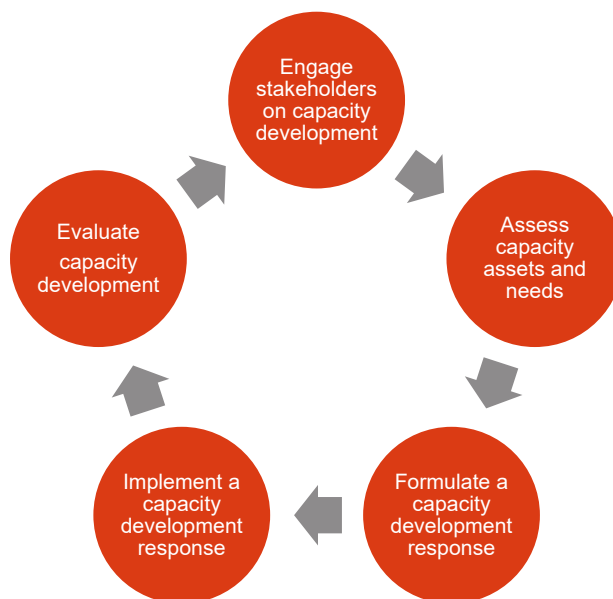 Engage
stakeholders
on capacity
development
Assess
capacity
assets and
needs
Formulate a
capacity
development
response
Implement a
capacity
development
response
Evaluate
capacity
development